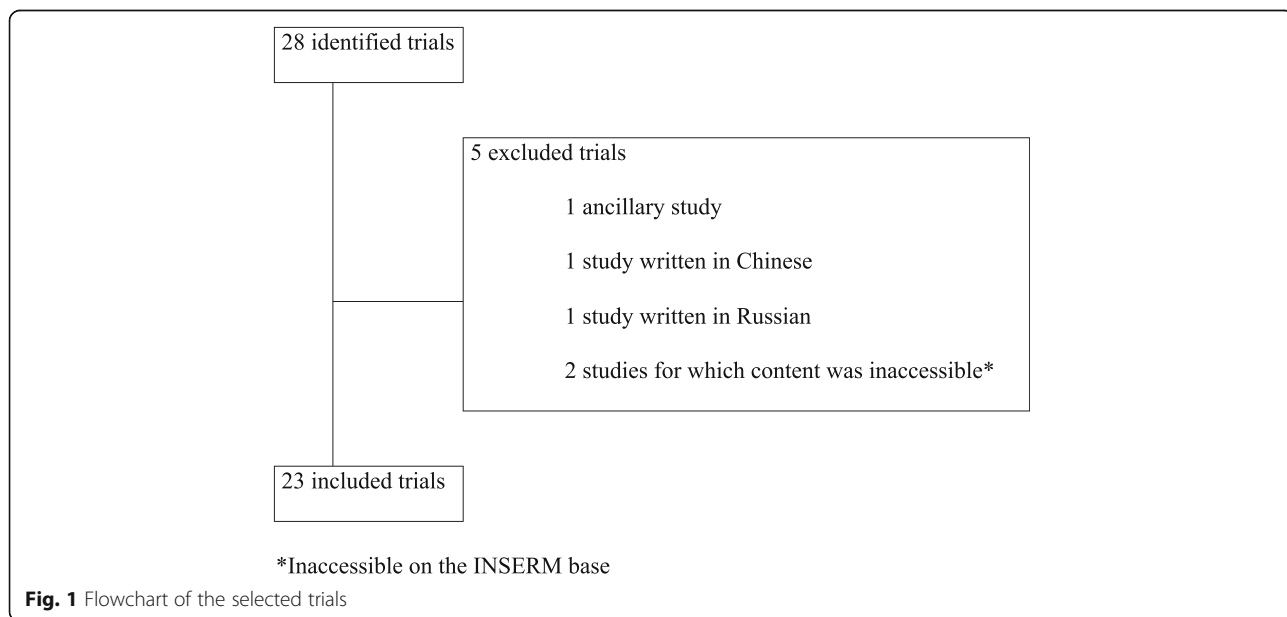 28 identified trials
5 excluded trials
1 ancillary study
1 study written in Chinese
1 study written in Russian
2 studies for which content was inaccessible*
23 included trials
*Inaccessible on the INSERM base
Fig. 1 Flowchart of the selected trials